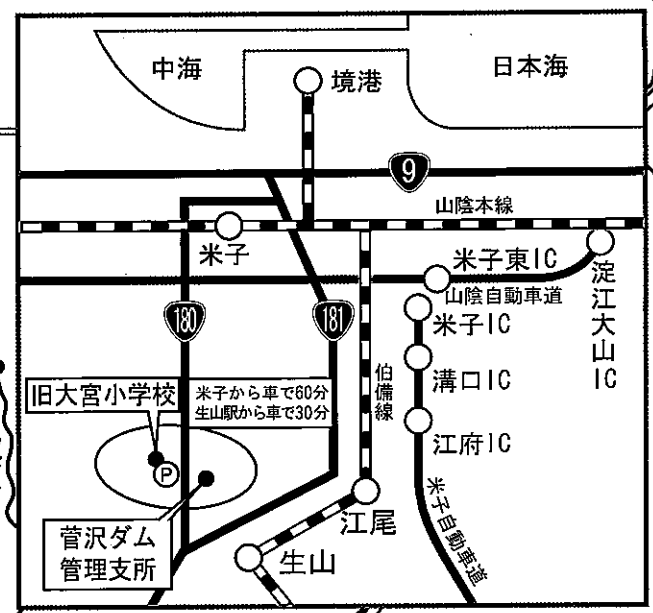 中海
日本海
境港
9
山陰本線
米子
米子東IC
山陰自動車道
淀江大山IC
180
181
米子IC
伯備線
溝口IC
旧大宮小学校
米子から車で60分
生山駅から車で30分
江府IC
P
江尾
米子自動車道
菅沢ダム
管理支所
生山